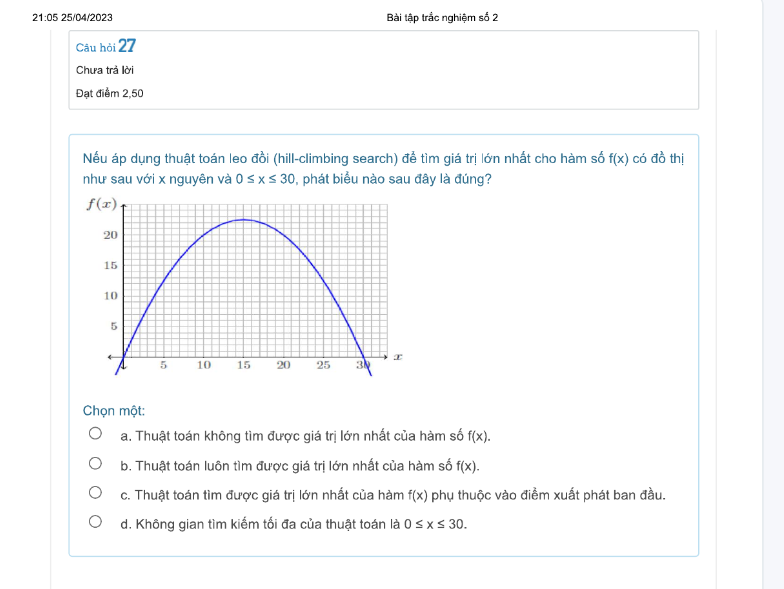 21:05 25/04/2023 Bài tập trắc nghiệm số 2
Câu hỏi 27
Chưa trả lời
Đạt điểm 2,50
Nếu áp dụng thuật toán leo đồi (hill-climbing search) để tìm giá trị lớn nhất cho hàm số f(x) có đồ thị
như sau với x nguyên và 0 ≤ x ≤ 30, phát biểu nào sau đây là đúng?
f(x)
20
15
10
5
5 10 15 20 25 30 x
Chọn một:
a. Thuật toán không tìm được giá trị lớn nhất của hàm số f(x).
b. Thuật toán luôn tìm được giá trị lớn nhất của hàm số f(x).
c. Thuật toán tìm được giá trị lớn nhất của hàm f(x) phụ thuộc vào điểm xuất phát ban đầu.
d. Không gian tìm kiếm tối đa của thuật toán là 0 ≤ x ≤ 30.